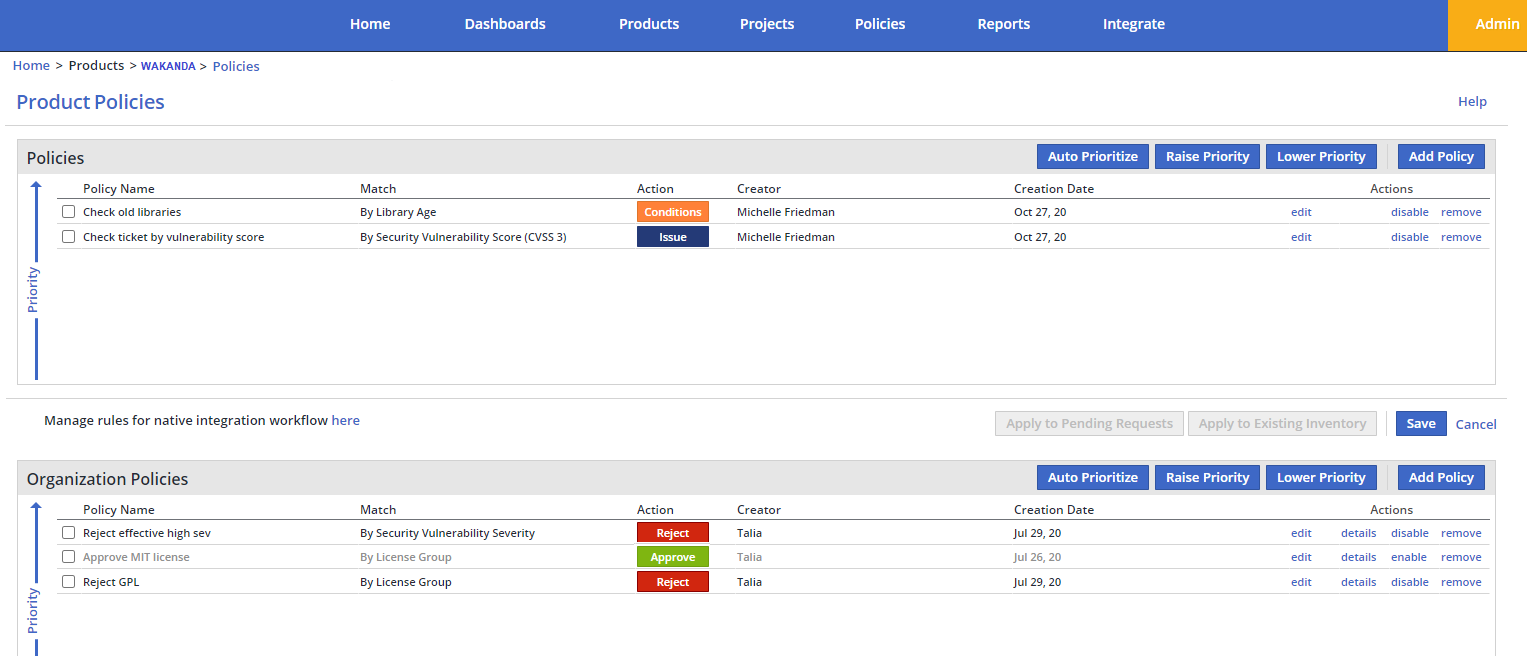 Home Dashboards Products Projects Policies Reports Integrate Admin
Home > Products > WAKANDA > Policies
Product Policies
Help
Policies Auto Prioritize Raise Priority Lower Priority Add Policy
Policy Name Match Action Creator Creation Date Actions
Check old libraries By Library Age Conditions Michelle Friedman Oct 27, 20 edit disable remove
Check ticket by vulnerability score By Security Vulnerability Score (CVSS 3) Issue Michelle Friedman Oct 27, 20 edit disable remove
Priority
Manage rules for native integration workflow here Apply to Pending Requests Apply to Existing Inventory Save Cancel
Organization Policies Auto Prioritize Raise Priority Lower Priority Add Policy
Policy Name Match Action Creator Creation Date Actions
Reject effective high sev By Security Vulnerability Severity Reject Talia Jul 29, 20 edit details disable remove
Approve MIT license By License Group Approve Talia Jul 26, 20 edit details enable remove
Reject GPL By License Group Reject Talia Jul 29, 20 edit details disable remove
Priority